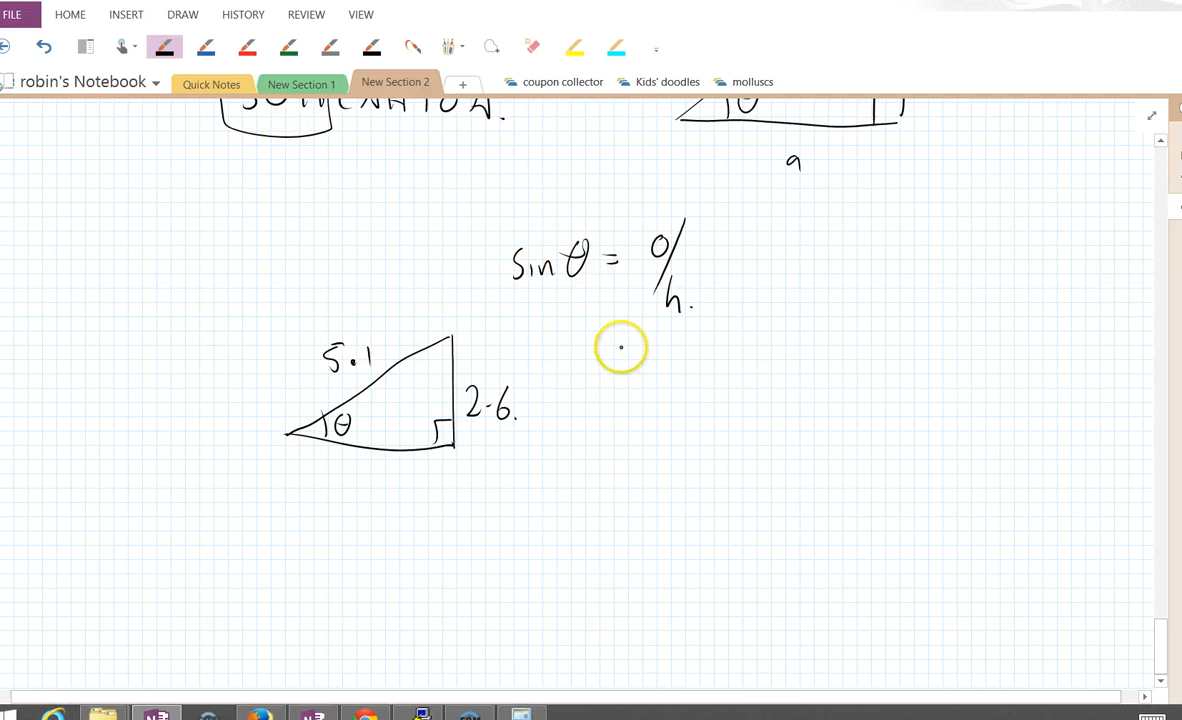 FILE HOME INSERT DRAW HISTORY REVIEW VIEW
robin's Notebook Quick Notes New Section 1 New Section 2 + coupon collector Kids' doodles molluscs
θ
a
sin θ = o/h.
5.1
θ
2.6.